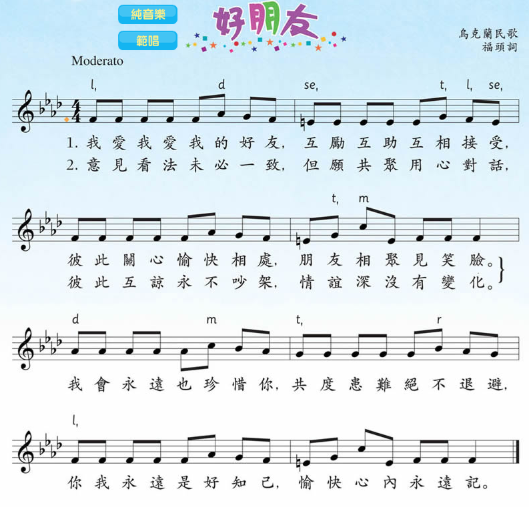 純音樂
範唱
好朋友
烏克蘭民歌
福頭詞
Moderato
l, d se, t, l, se,
1. 我愛我愛我的好友，互勵互助互相接受，
2. 意見看法未必一致，但願共聚用心對話，
t, m
彼此關心愉快相處，朋友相聚見笑臉。
彼此互諒永不吵架，情誼深沒有變化。
d m t, r
我會永遠也珍惜你，共度患難絕不退避，
l,
你我永遠是好知己，愉快心內永遠記。